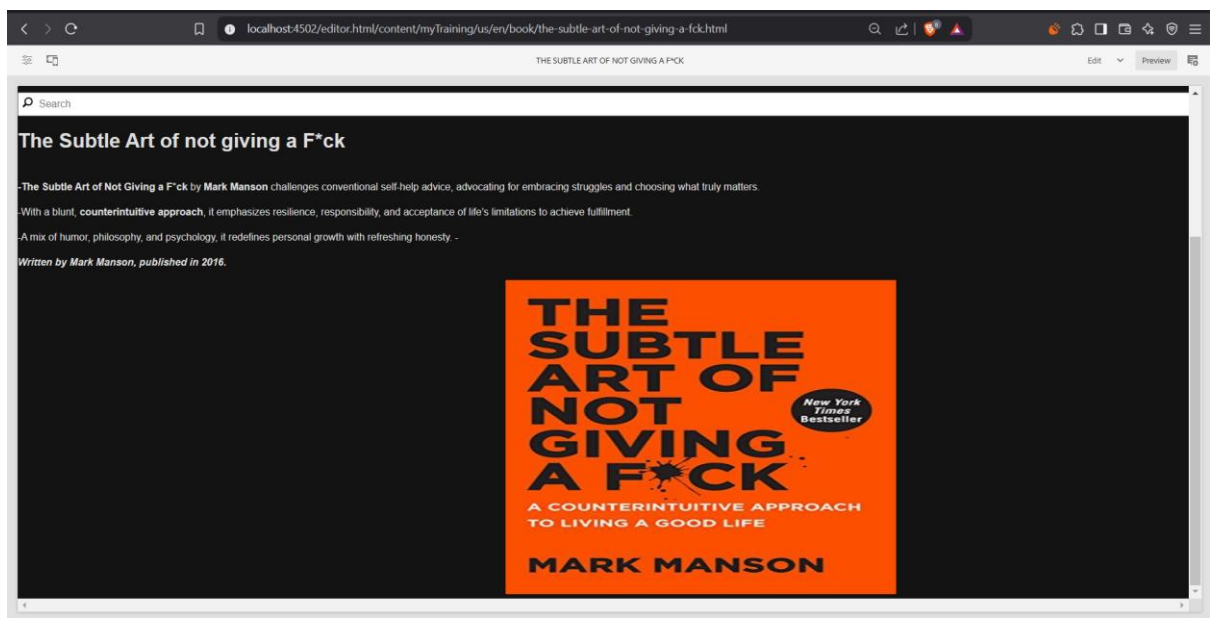 localhost:4502/editor.html/content/myTraining/us/en/book/the-subtle-art-of-not-giving-a-fck.html
THE SUBTLE ART OF NOT GIVING A F*CK
Edit
Preview
Search
The Subtle Art of not giving a F*ck
-The Subtle Art of Not Giving a F*ck by Mark Manson challenges conventional self-help advice, advocating for embracing struggles and choosing what truly matters.
-With a blunt, counterintuitive approach, it emphasizes resilience, responsibility, and acceptance of life's limitations to achieve fulfillment.
-A mix of humor, philosophy, and psychology, it redefines personal growth with refreshing honesty. -
Written by Mark Manson, published in 2016.
THE
SUBTLE
ART OF
NOT
GIVING
A F*CK
New York
Times
Bestseller
A COUNTERINTUITIVE APPROACH
TO LIVING A GOOD LIFE
MARK MANSON